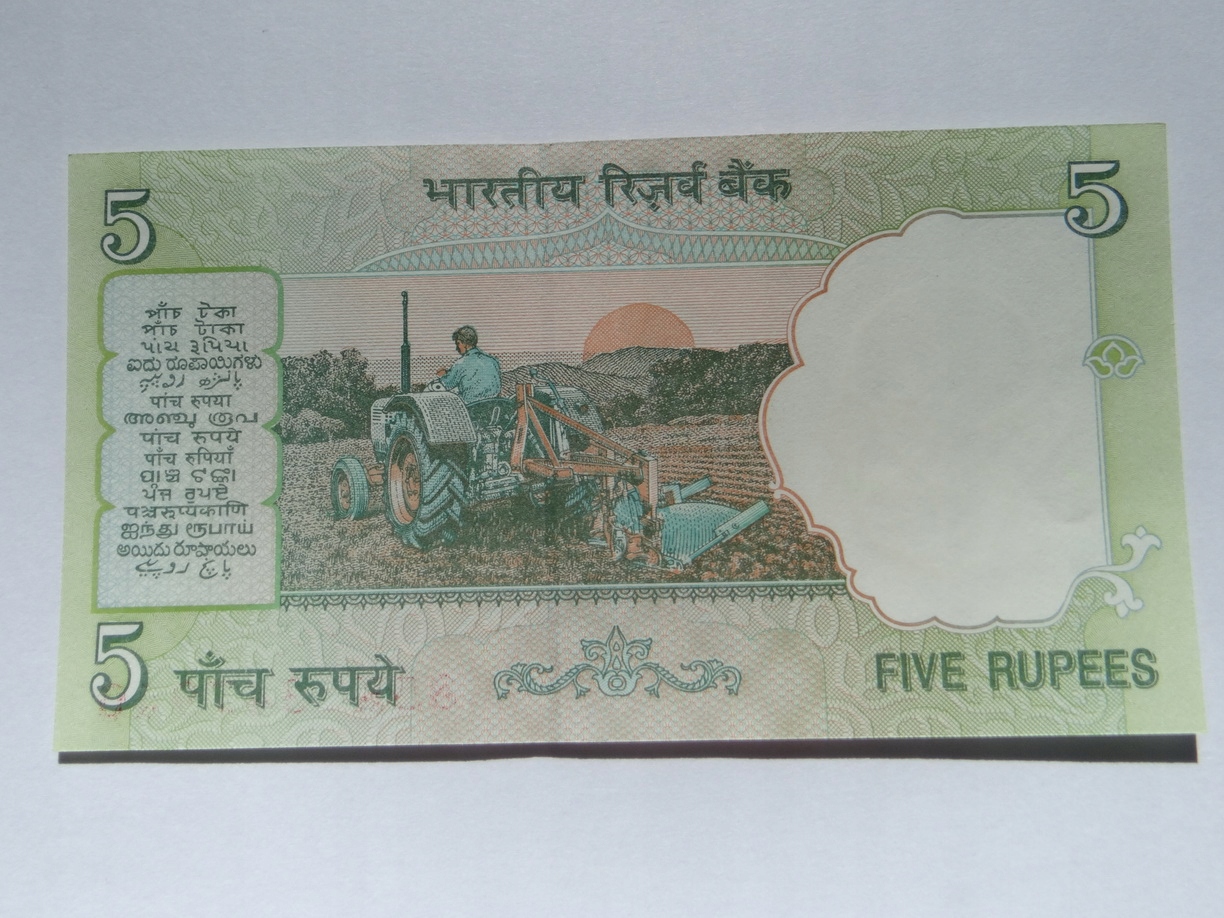 भारतीय रिज़र्व बैंक
5
5
পাঁচ টকা
পাঁচ টাকা
પાંચ રૂપિયા
ಐದು ರೂಪಾಯಿಗಳು
पांच रुपया
അഞ്ചു രൂപ
पांच रुपये
पाँच रुपियाँ
ପାଞ୍ଚ ଟଙ୍କା
ਪੰਜ ਰੁਪਏ
पञ्चरूप्यकाणि
ஐந்து ரூபாய்
అయిదు రూపాయలు
پانچ روپیے
5
पाँच रुपये
FIVE RUPEES